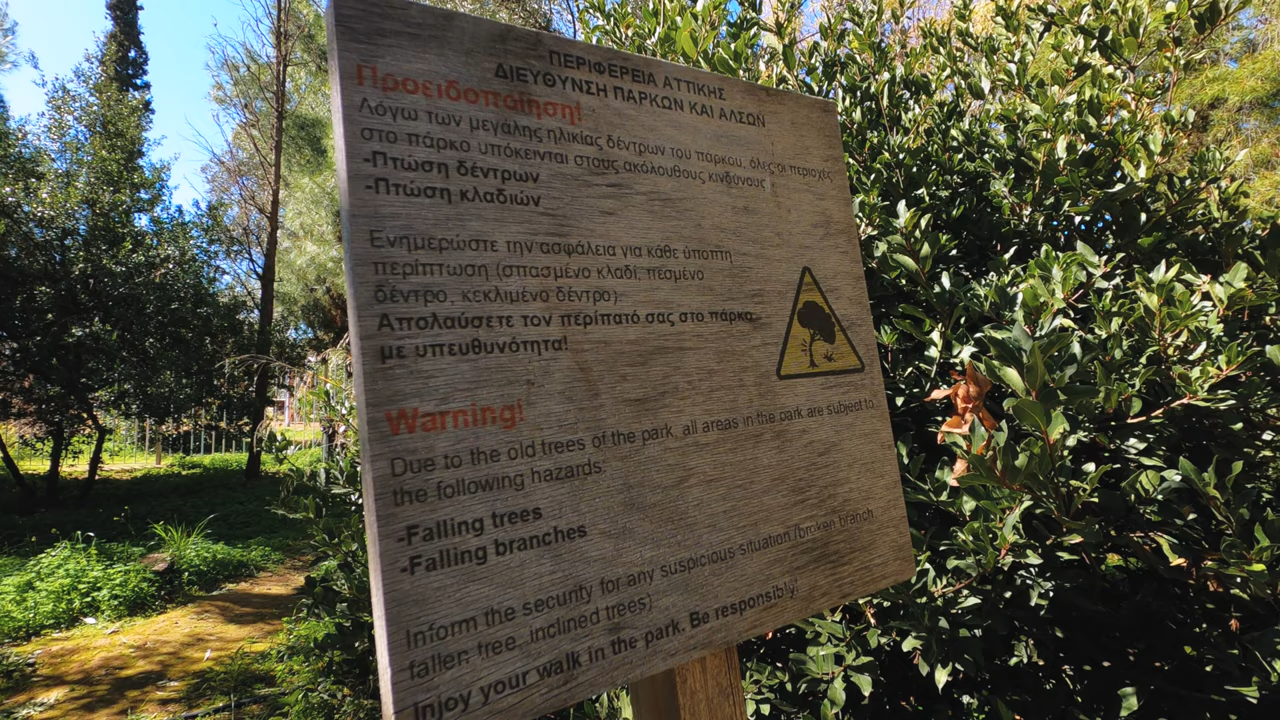 ΠΕΡΙΦΕΡΕΙΑ ΑΤΤΙΚΗΣ
ΔΙΕΥΘΥΝΣΗ ΠΑΡΚΩΝ ΚΑΙ ΑΛΣΩΝ
Προειδοποίηση!
Λόγω των μεγάλης ηλικίας δέντρων του πάρκου, όλες οι περιοχές
στο πάρκο υπόκεινται στους ακόλουθους κινδύνους
-Πτώση δέντρων
-Πτώση κλαδιών
Ενημερώστε την ασφάλεια για κάθε ύποπτη
περίπτωση (σπασμένο κλαδί, πεσμένο
δέντρο, κεκλιμένο δέντρο)
Απολαύσετε τον περίπατό σας στο πάρκο
με υπευθυνότητα!
Warning!
Due to the old trees of the park, all areas in the park are subject to
the following hazards:
-Falling trees
-Falling branches
Inform the security for any suspicious situation /broken branch
fallen tree, inclined trees)
Injoy your walk in the park. Be responsibly!